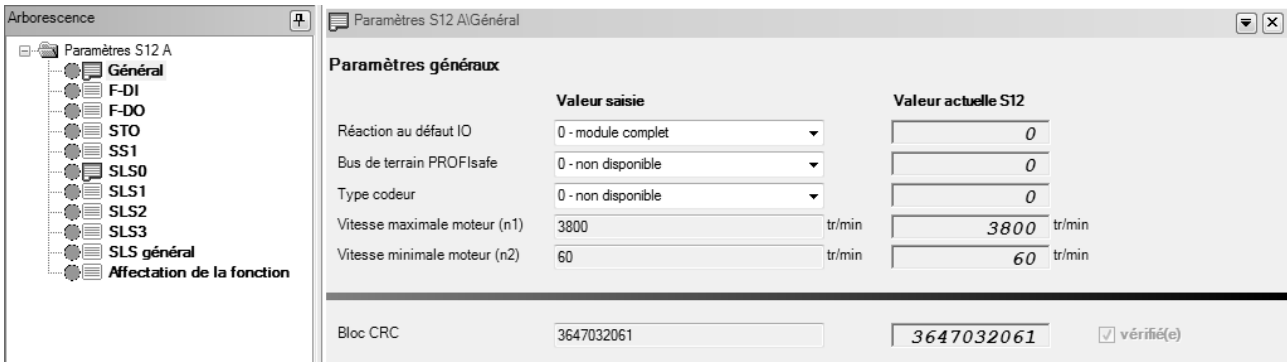 Arborescence
Paramètres S12 A
Général
F-DI
F-DO
STO
SS1
SLS0
SLS1
SLS2
SLS3
SLS général
Affectation de la fonction
Paramètres S12 A\Général
Paramètres généraux
Valeur saisie Valeur actuelle S12
Réaction au défaut IO 0 - module complet 0
Bus de terrain PROFIsafe 0 - non disponible 0
Type codeur 0 - non disponible 0
Vitesse maximale moteur (n1) 3800 tr/min 3800 tr/min
Vitesse minimale moteur (n2) 60 tr/min 60 tr/min
Bloc CRC 3647032061 3647032061 vérifié(e)